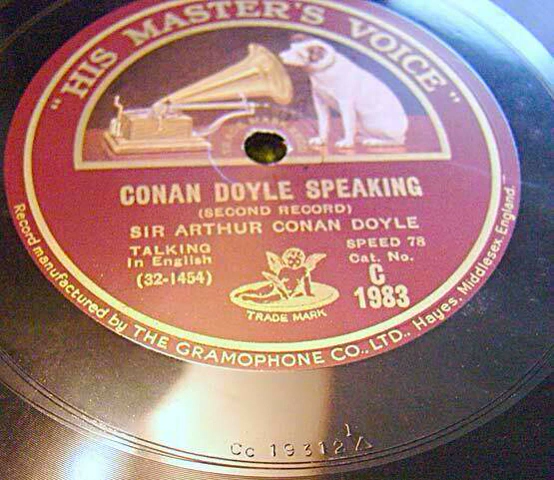 "HIS MASTER'S VOICE"
CONAN DOYLE SPEAKING
(SECOND RECORD)
SIR ARTHUR CONAN DOYLE
TALKING
In English
(32-1454)
SPEED 78
Cat. No.
C
1983
TRADE MARK
Record manufactured by THE GRAMOPHONE CO., LTD., Hayes, Middlesex, England.
Cc 19312 1 Δ